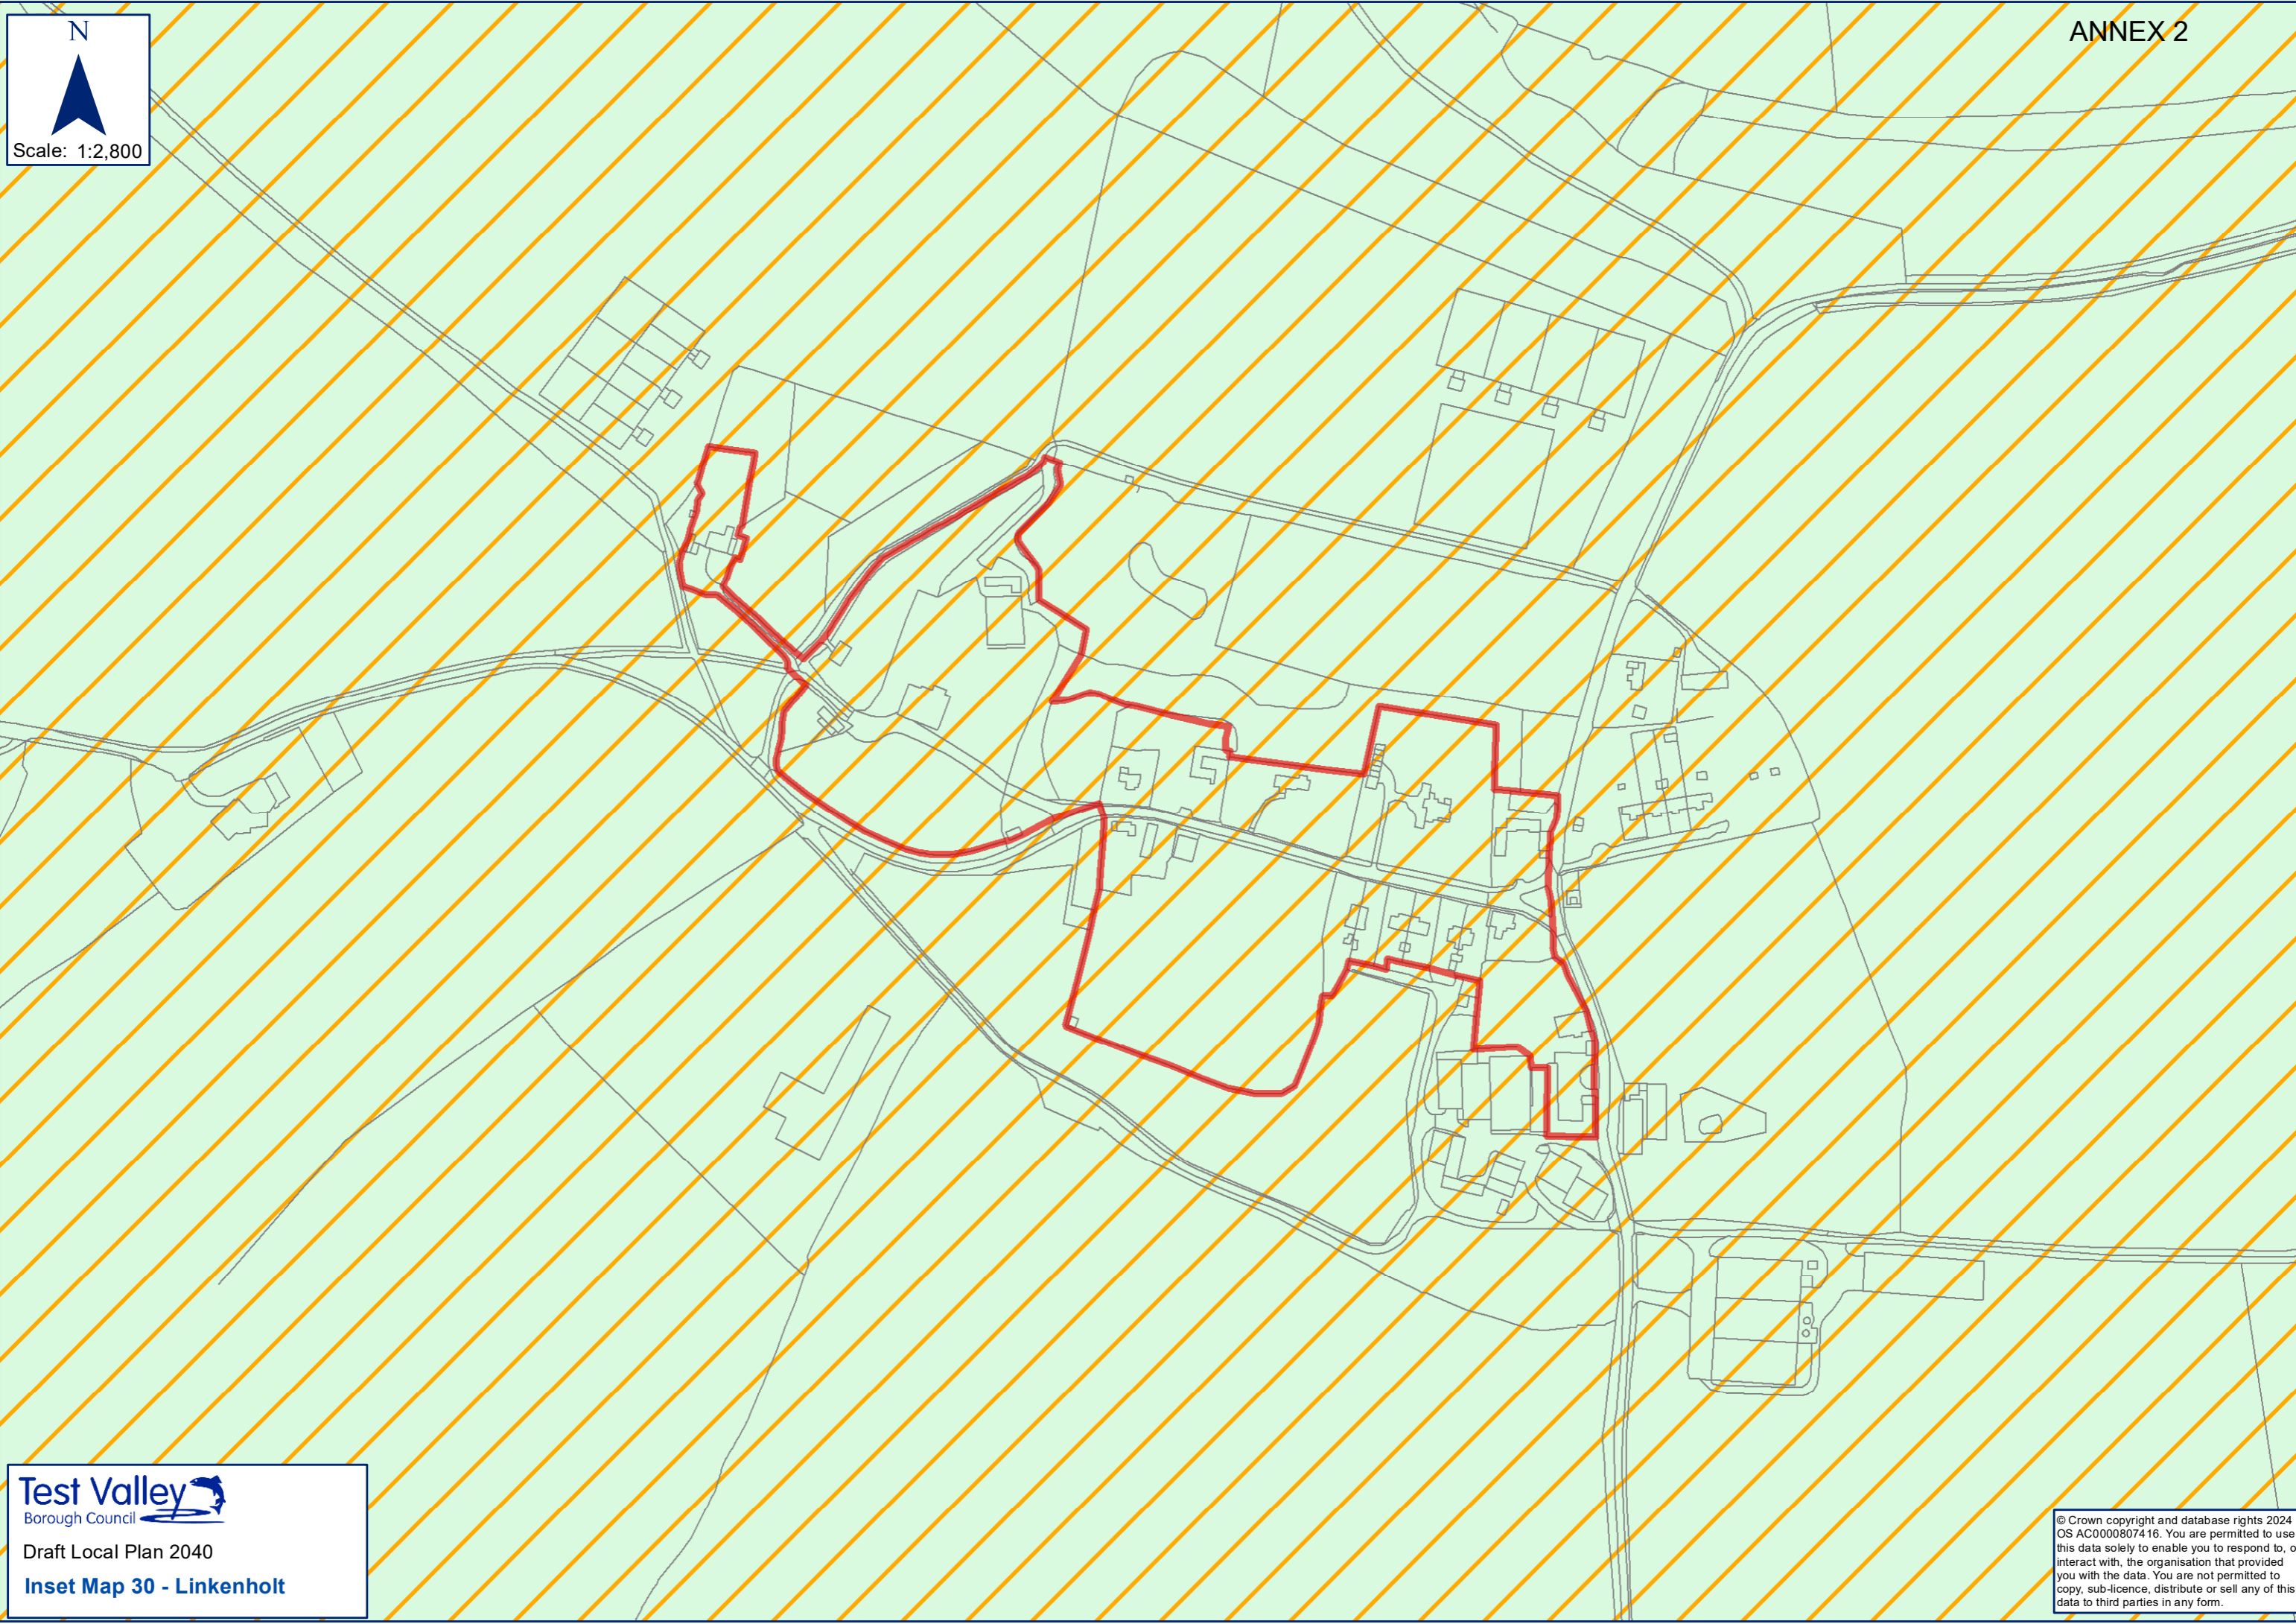 N
Scale: 1:2,800
ANNEX 2
Test Valley
Borough Council
Draft Local Plan 2040
Inset Map 30 - Linkenholt
© Crown copyright and database rights 2024
OS AC0000807416. You are permitted to use
this data solely to enable you to respond to, o
interact with, the organisation that provided
you with the data. You are not permitted to
copy, sub-licence, distribute or sell any of this
data to third parties in any form.